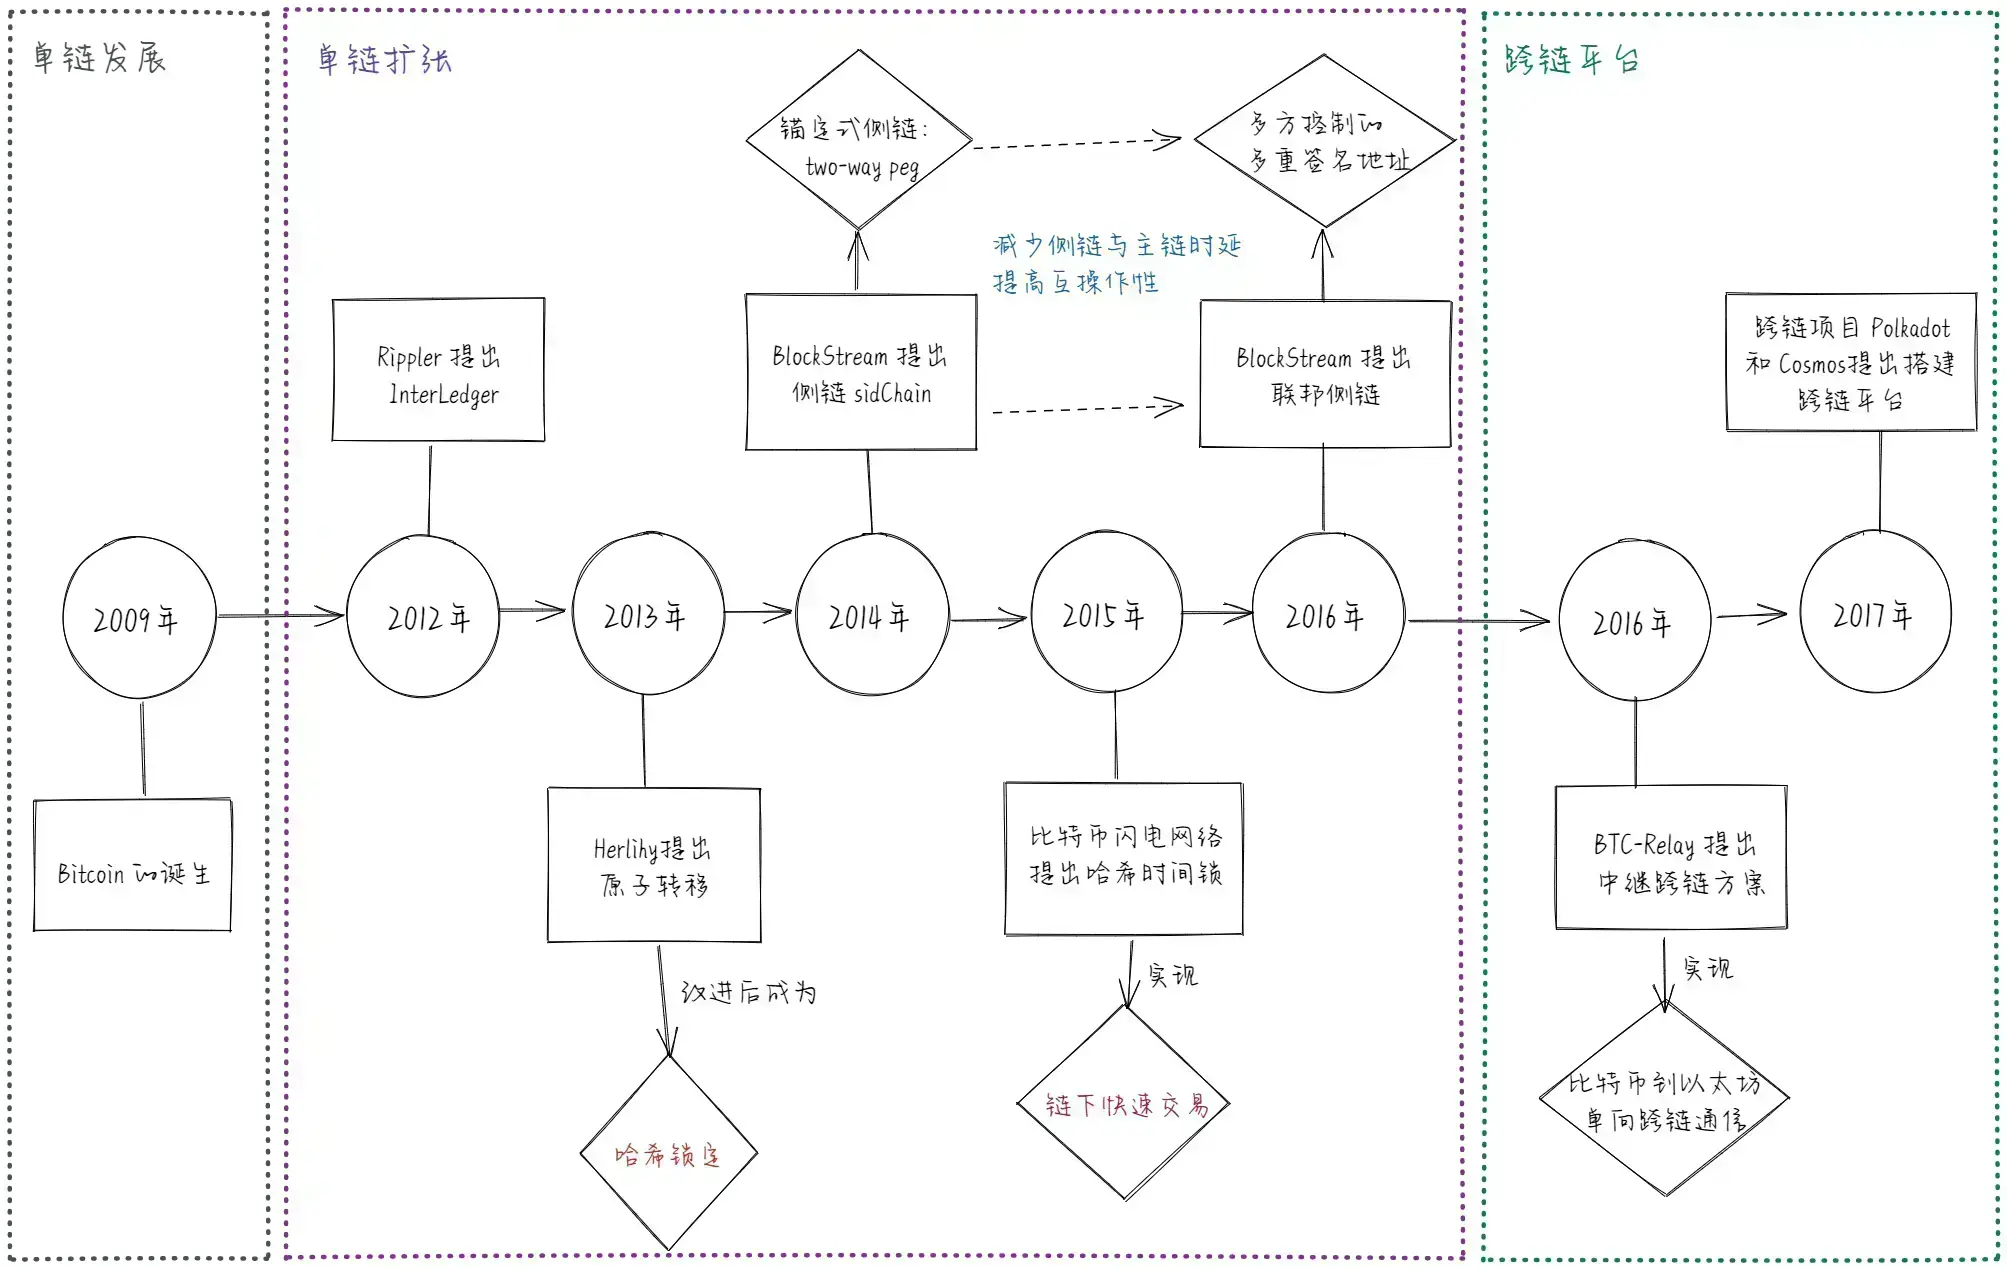 单链发展
单链扩张
跨链平台
锚定式侧链:
two-way peg
多方控制的
多重签名地址
减少侧链与主链时延
提高互操作性
Rippler 提出
InterLedger
BlockStream 提出
侧链 sidChain
BlockStream 提出
联邦侧链
跨链项目 Polkadot
和 Cosmos提出搭建
跨链平台
2009年
2012年
2013年
2014年
2015年
2016年
2016年
2017年
Bitcoin 的诞生
Herlihy提出
原子转移
比特币闪电网络
提出哈希时间锁
BTC-Relay 提出
中继跨链方案
改进后成为
实现
实现
哈希锁定
链下快速交易
比特币到以太坊
单向跨链通信